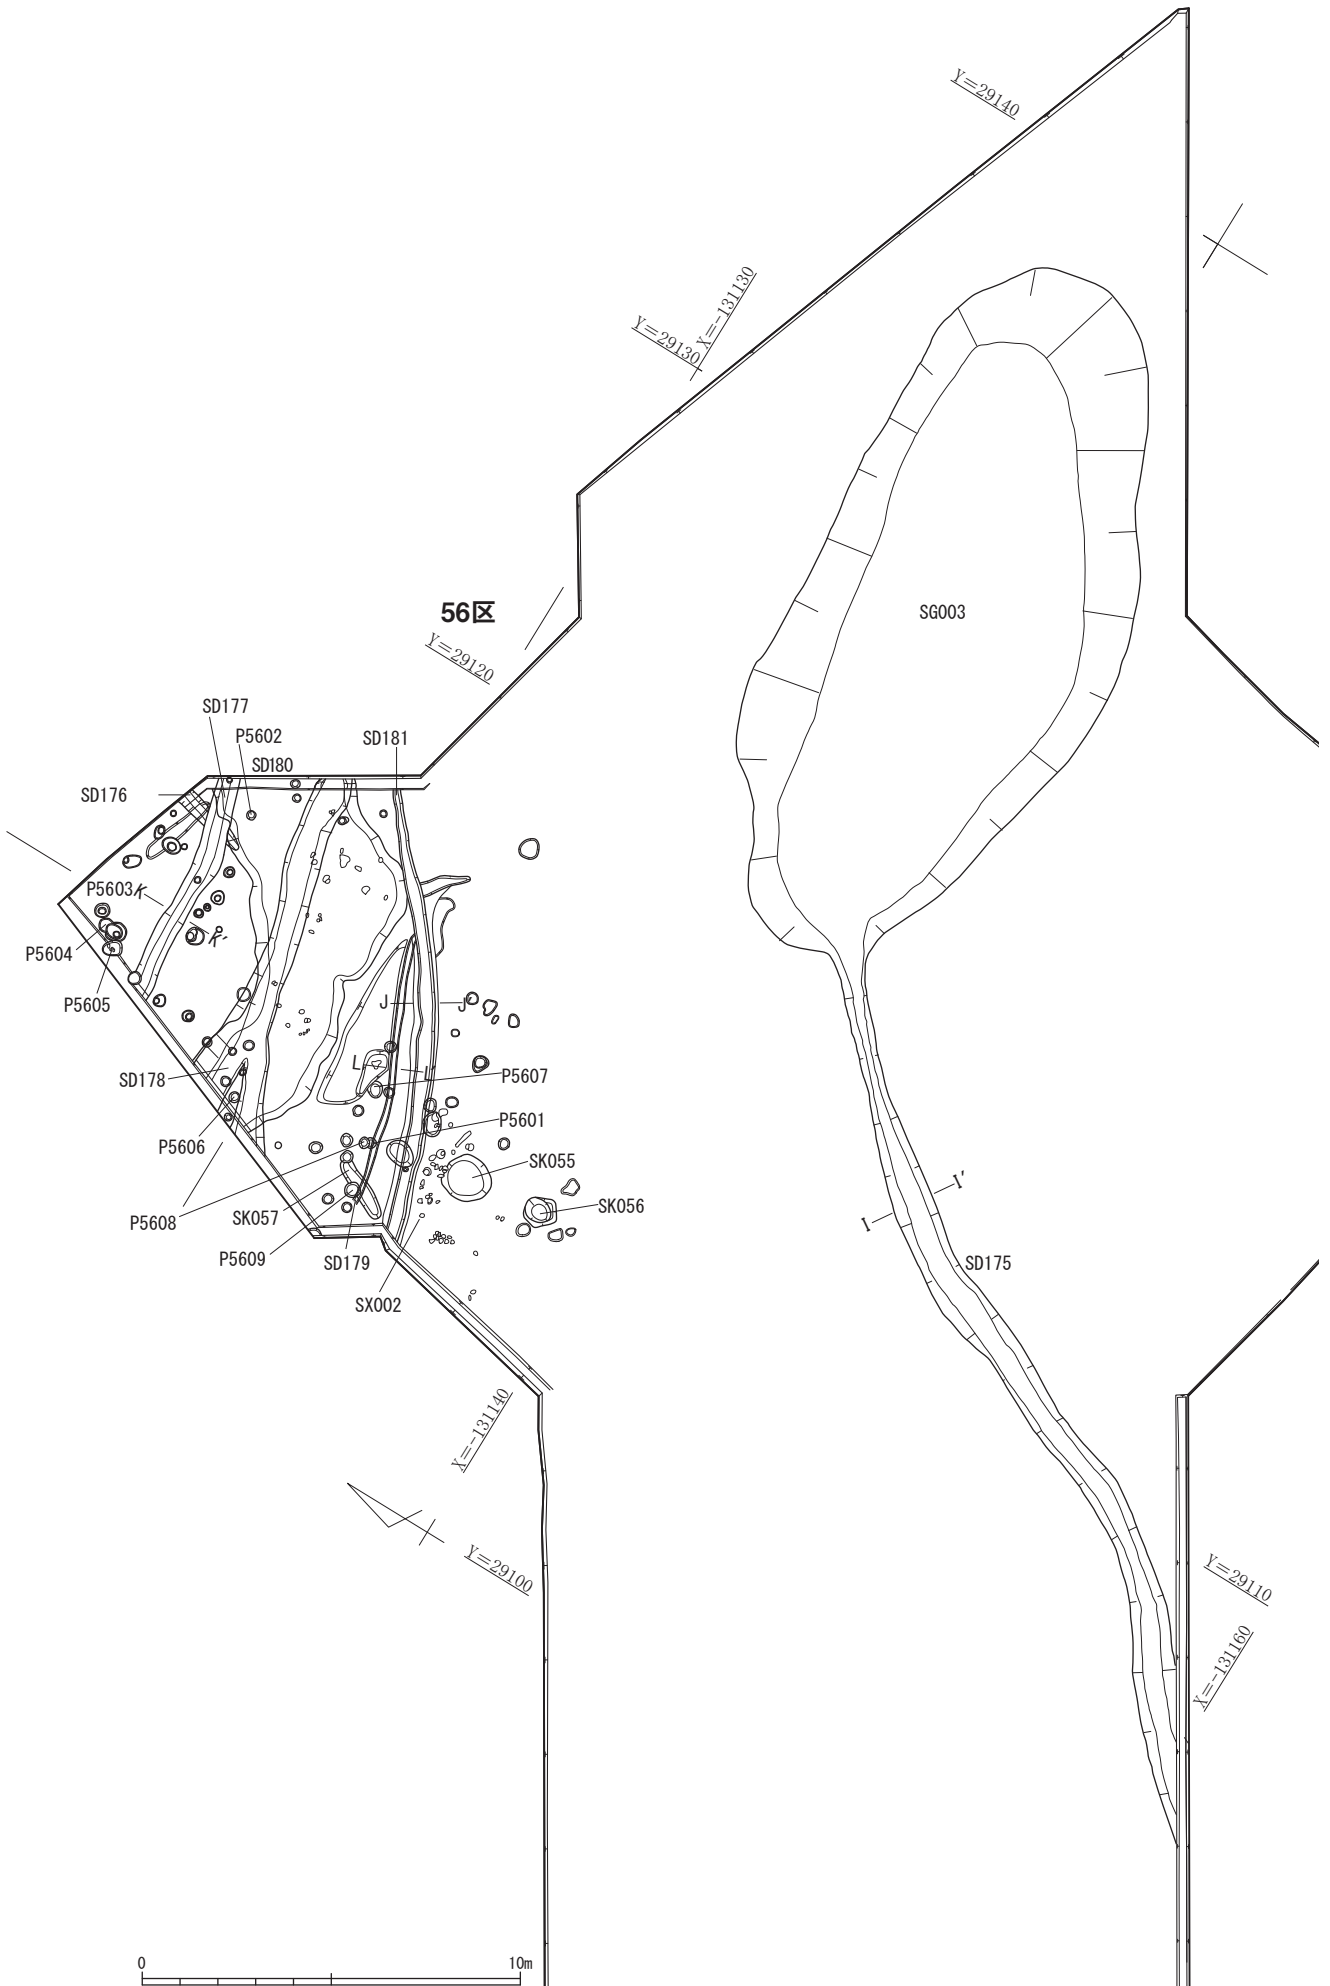 Y=29140
X=-131130
Y=29130
56区
Y=29120
SG003
SD177
P5602
SD181
SD180
SD176
P5603
K
K'
P5604
J
J'
P5605
L
L'
SD178
P5607
P5601
P5606
SK055
I'
SK056
P5608
SK057
I
P5609
SD179
SD175
SX002
X=-131140
Y=29100
Y=29110
X=-131160
0
10m